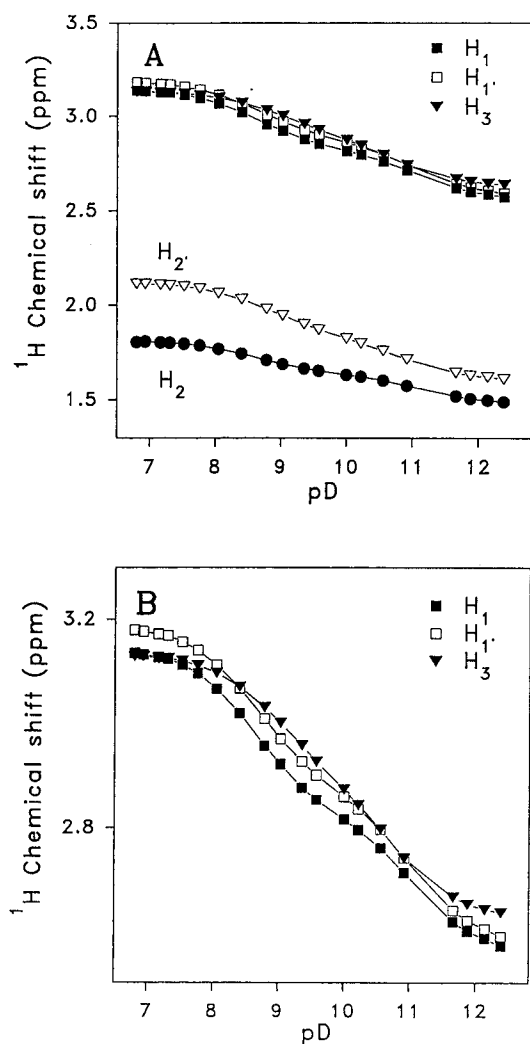 A
H1
H1'
H3
3.5
3.0
2.5
2.0
1.5
1H Chemical shift (ppm)
H2'
H2
7 8 9 10 11 12
pD
B
H1
H1'
H3
3.2
2.8
1H Chemical shift (ppm)
7 8 9 10 11 12
pD